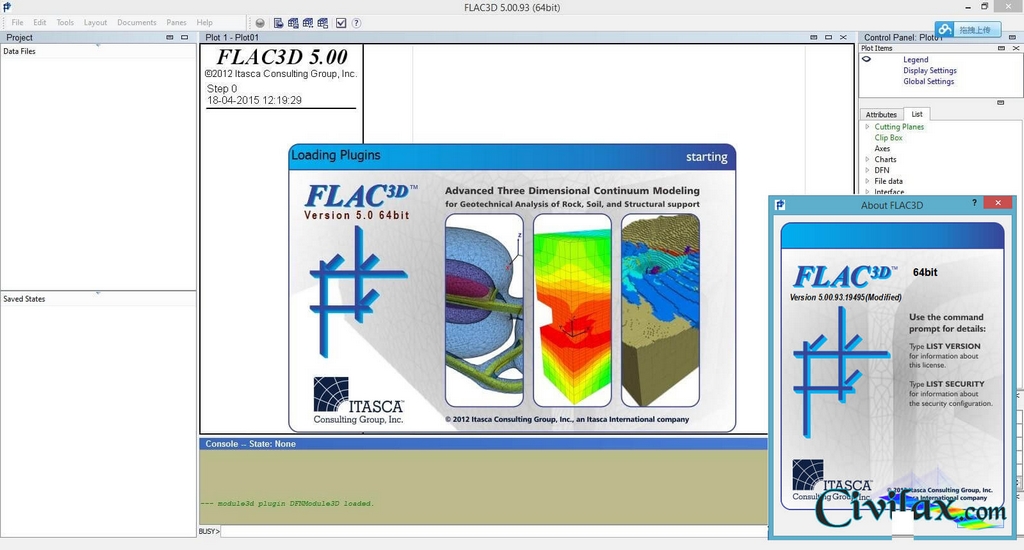 FLAC3D 5.00.93 (64bit)
File Edit Tools Layout Documents Panes Help
拖拽上传
Project
Data Files
Saved States
Plot 1 - Plot01
FLAC3D 5.00
©2012 Itasca Consulting Group, Inc.
Step 0
18-04-2015 12:19:29
Loading Plugins
starting
FLAC3D™
Version 5.0 64bit
Advanced Three Dimensional Continuum Modeling
for Geotechnical Analysis of Rock, Soil, and Structural support
z
ITASCA™
Consulting Group, Inc.
© 2012 Itasca Consulting Group, Inc., an Itasca International company
Console -- State: None
--- module3d plugin DFNModule3D loaded.
BUSY>
Control Panel: Plot01
Plot Items
Legend
Display Settings
Global Settings
Attributes List
Cutting Planes
Clip Box
Axes
Charts
DFN
File data
Interface
About FLAC3D
FLAC3D™ 64bit
Version 5.00.93.19495(Modified)
Use the command
prompt for details:
Type LIST VERSION
for information about
this license.
Type LIST SECURITY
for information about
the security configuration.
ITASCA™
Itasca Consulting Group, Inc.
International company
Civilax.com